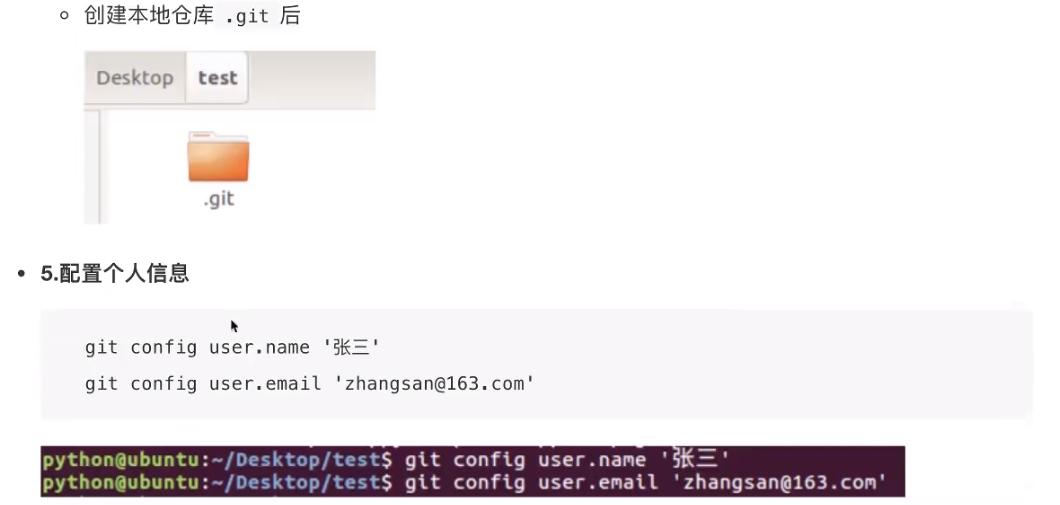 创建本地仓库 .git 后
Desktop test
.git
5.配置个人信息
git config user.name '张三'
git config user.email 'zhangsan@163.com'
python@ubuntu:~/Desktop/test$ git config user.name '张三'
python@ubuntu:~/Desktop/test$ git config user.email 'zhangsan@163.com'